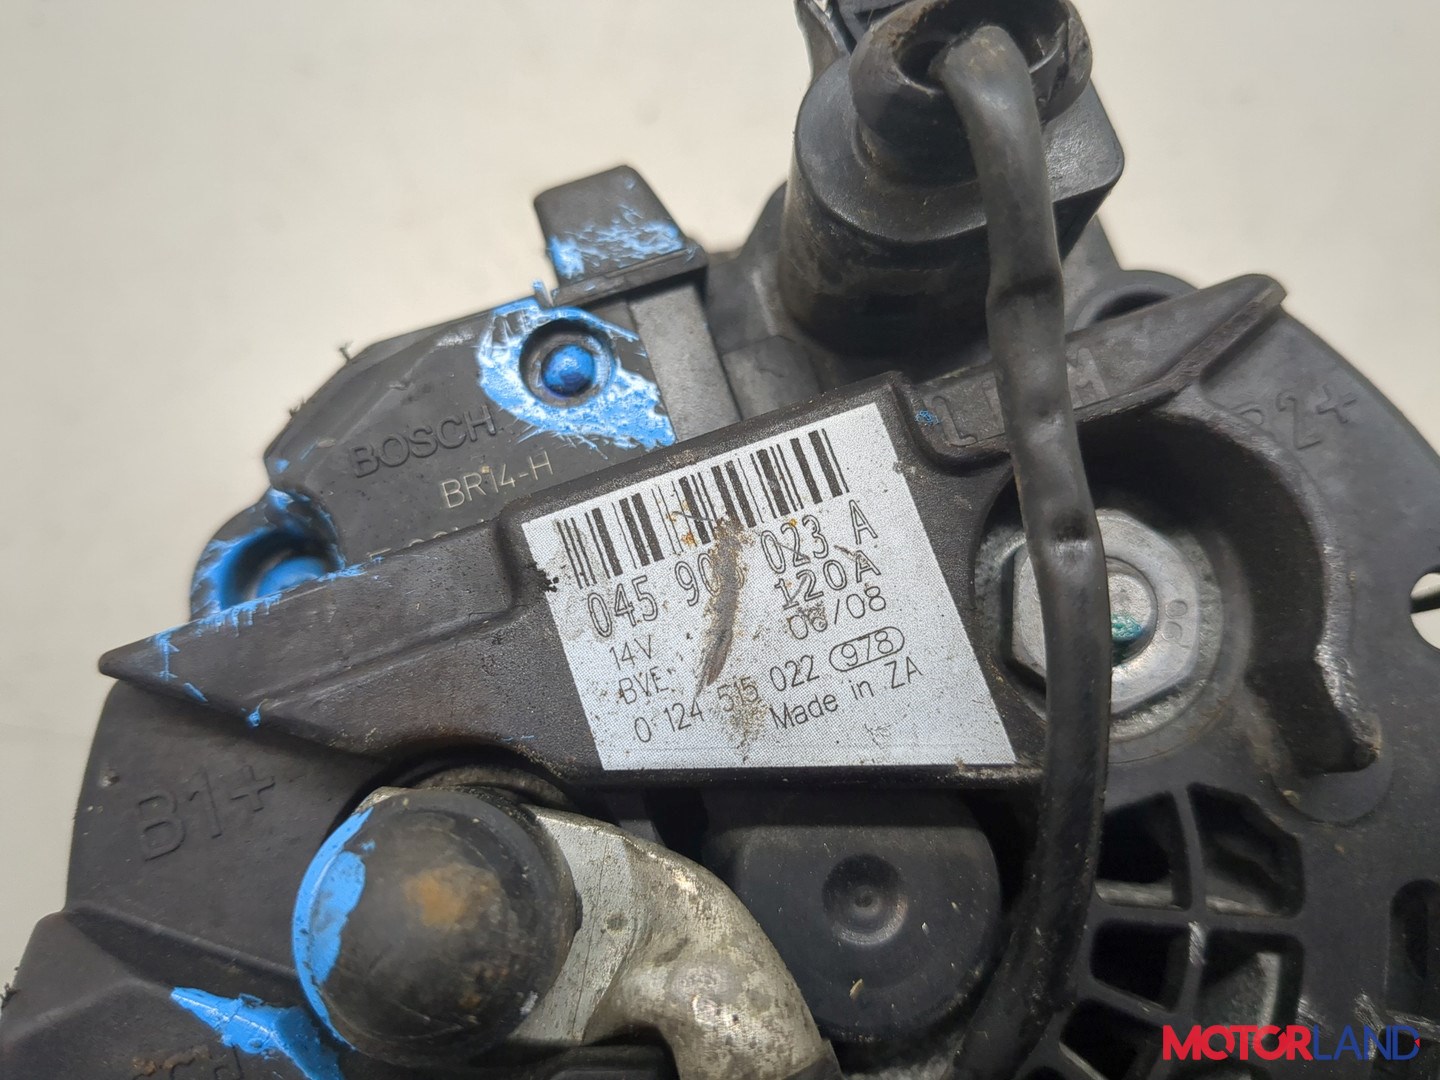 BOSCH
BR14-H
L
B2+
045 903 023 A
120A
14V 08/08
BVE
0 124 515 022 978
Made in ZA
B1+
MOTORLAND